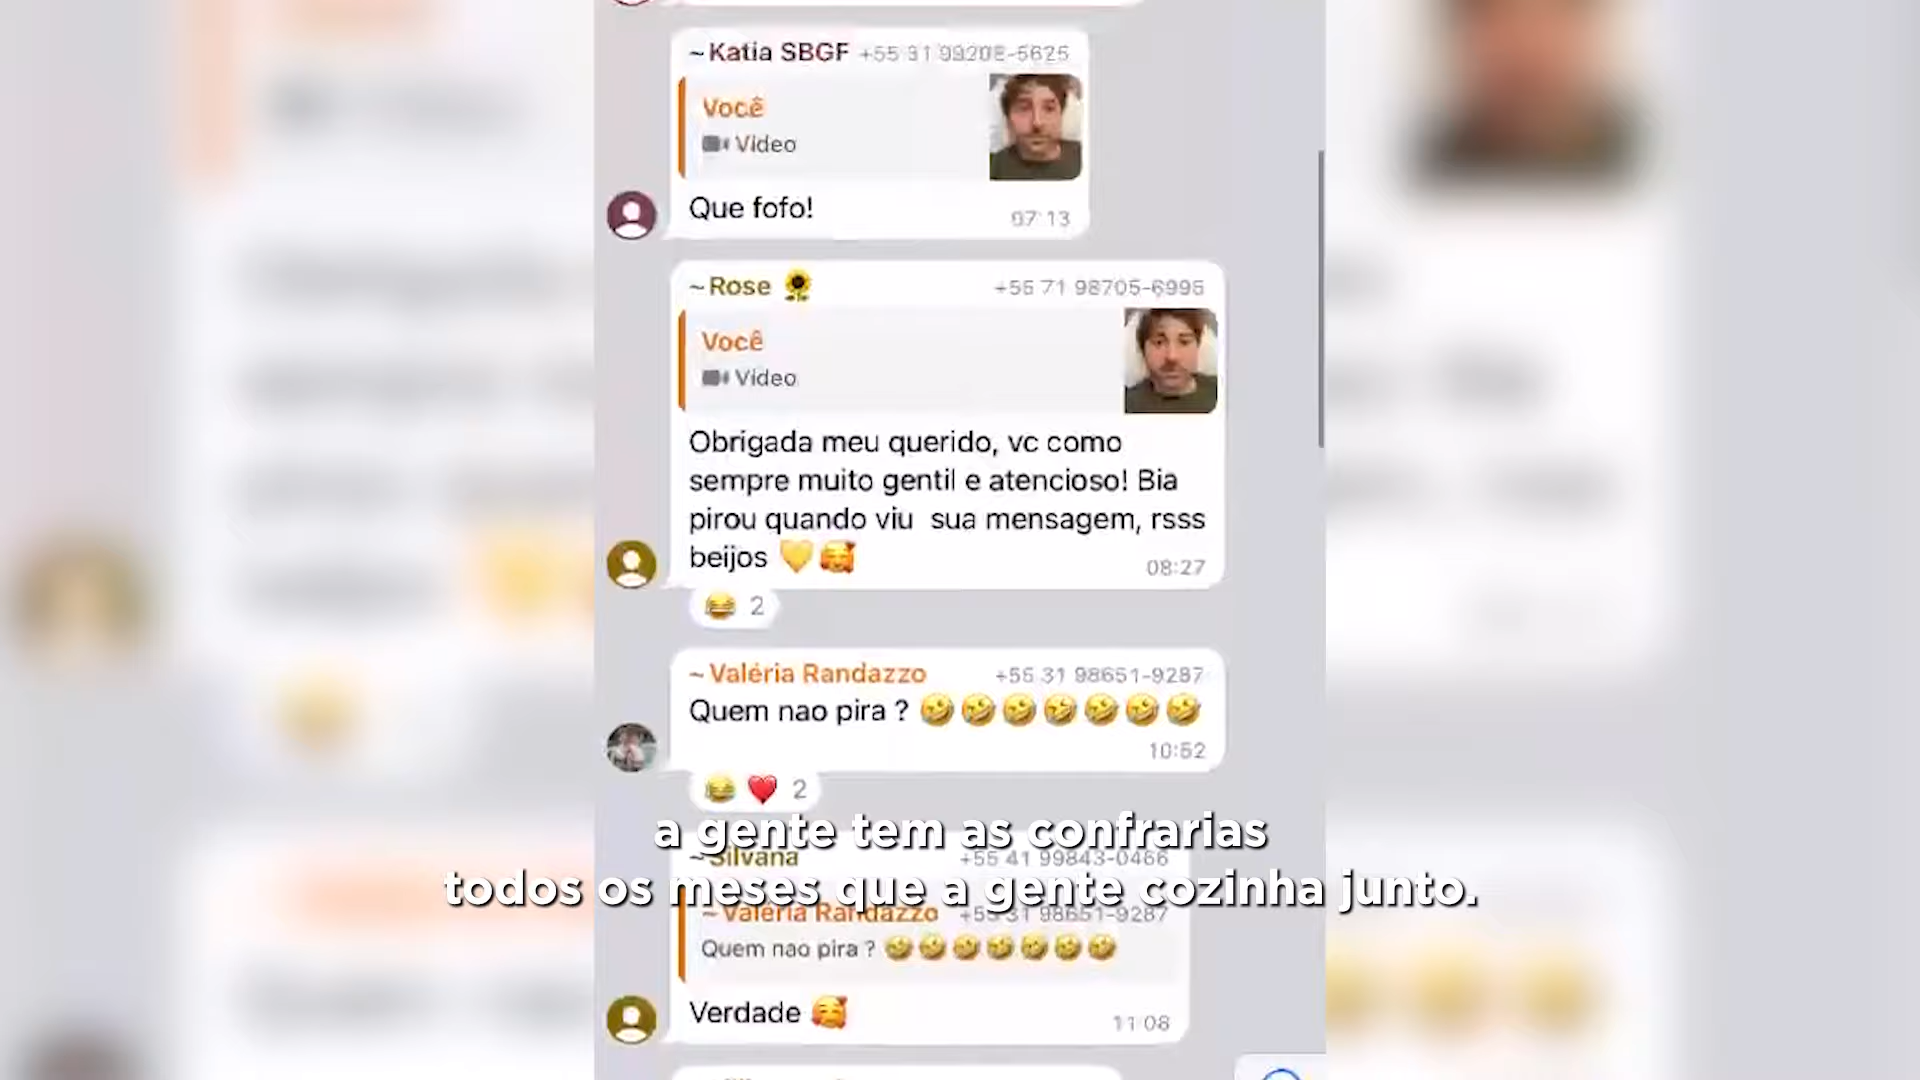 ~Katia SBGF +55 31 99208-5625
Você
Vídeo
Que fofo!
07:13
~Rose 🌻 +55 71 98705-6995
Você
Vídeo
Obrigada meu querido, vc como
sempre muito gentil e atencioso! Bia
pirou quando viu sua mensagem, rsss
beijos 💛🥰
08:27
😂 2
~Valéria Randazzo +55 31 98651-9287
Quem nao pira ? 🤣🤣🤣🤣🤣🤣🤣
10:52
😂 ❤️ 2
a gente tem as confrarias
~Silvana +55 41 99843-0466
todos os meses que a gente cozinha junto.
~Valéria Randazzo +55 31 98651-9287
Quem nao pira ? 🤣🤣🤣🤣🤣🤣🤣
Verdade 🥰
11:08